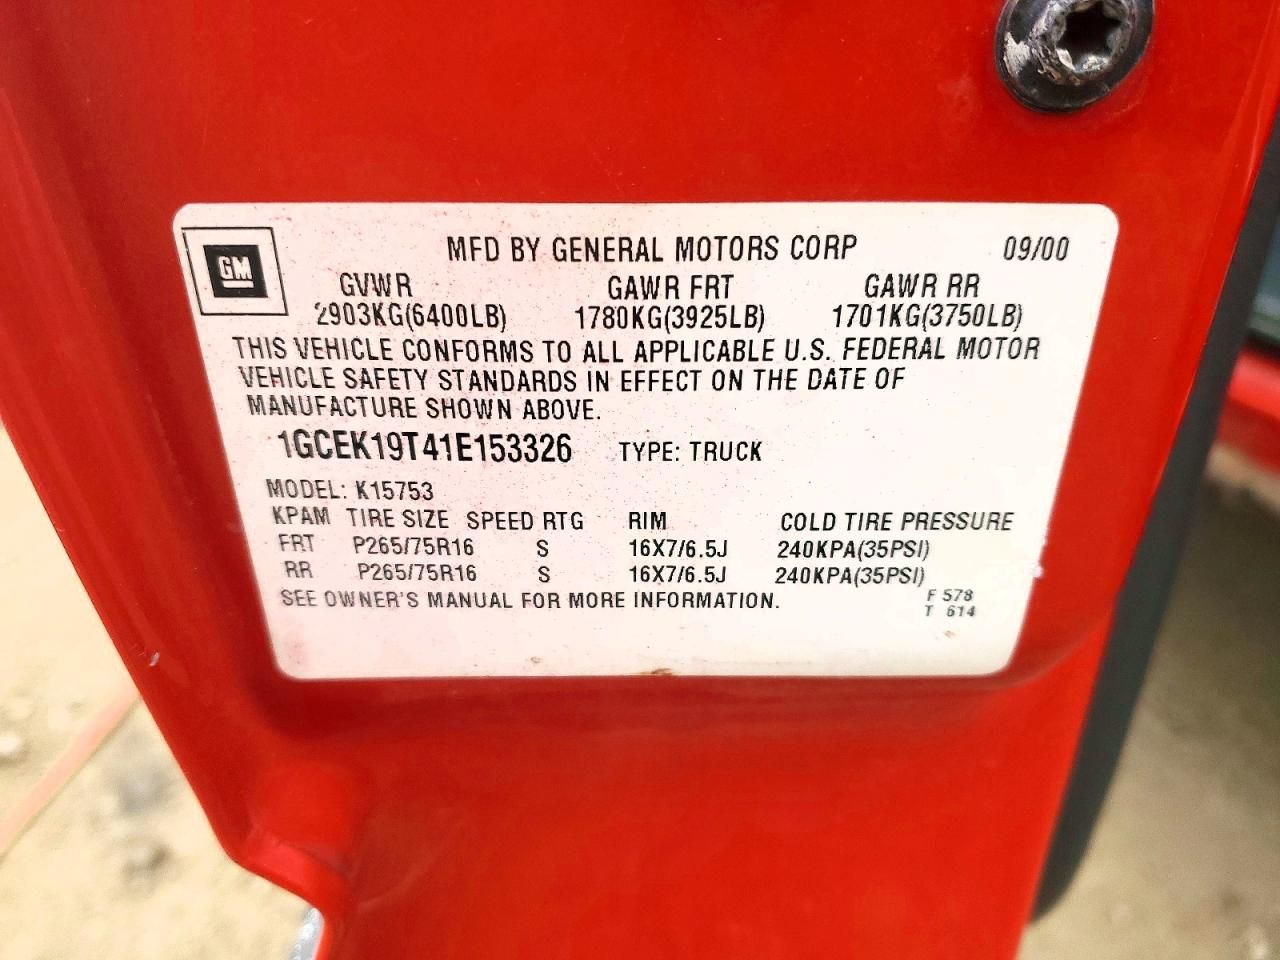 MFD BY GENERAL MOTORS CORP 09/00
GM
GVWR GAWR FRT GAWR RR
2903KG(6400LB) 1780KG(3925LB) 1701KG(3750LB)
THIS VEHICLE CONFORMS TO ALL APPLICABLE U.S. FEDERAL MOTOR
VEHICLE SAFETY STANDARDS IN EFFECT ON THE DATE OF
MANUFACTURE SHOWN ABOVE.
1GCEK19T41E153326 TYPE: TRUCK
MODEL: K15753
KPAM TIRE SIZE SPEED RTG RIM COLD TIRE PRESSURE
FRT P265/75R16 S 16X7/6.5J 240KPA(35PSI)
RR P265/75R16 S 16X7/6.5J 240KPA(35PSI)
SEE OWNER'S MANUAL FOR MORE INFORMATION. F 578
T 614